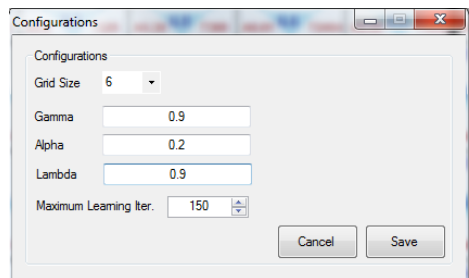 Configurations
Configurations
Grid Size 6
Gamma 0.9
Alpha 0.2
Lambda 0.9
Maximum Learning Iter. 150
Cancel Save